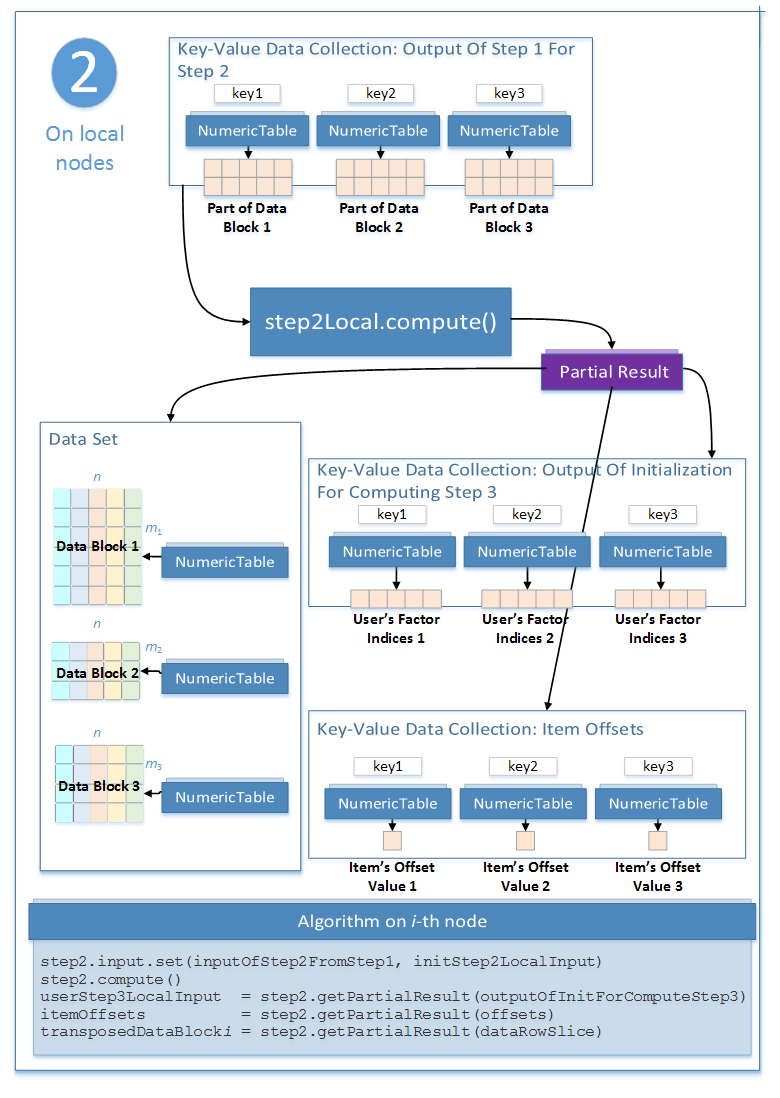 2
On local
nodes
Key-Value Data Collection: Output Of Step 1 For
Step 2
key1 key2 key3
NumericTable NumericTable NumericTable
Part of Data Part of Data Part of Data
Block 1 Block 2 Block 3
step2Local.compute()
Partial Result
Data Set
n
m1
Data Block 1
NumericTable
n
m2
Data Block 2
NumericTable
n
m3
Data Block 3
NumericTable
Key-Value Data Collection: Output Of Initialization
For Computing Step 3
key1 key2 key3
NumericTable NumericTable NumericTable
User's Factor User's Factor User's Factor
Indices 1 Indices 2 Indices 3
Key-Value Data Collection: Item Offsets
key1 key2 key3
NumericTable NumericTable NumericTable
Item's Offset Item's Offset Item's Offset
Value 1 Value 2 Value 3
Algorithm on i-th node
step2.input.set(inputOfStep2FromStep1, initStep2LocalInput)
step2.compute()
userStep3LocalInput = step2.getPartialResult(outputOfInitForComputeStep3)
itemOffsets = step2.getPartialResult(offsets)
transposedDataBlocki = step2.getPartialResult(dataRowSlice)